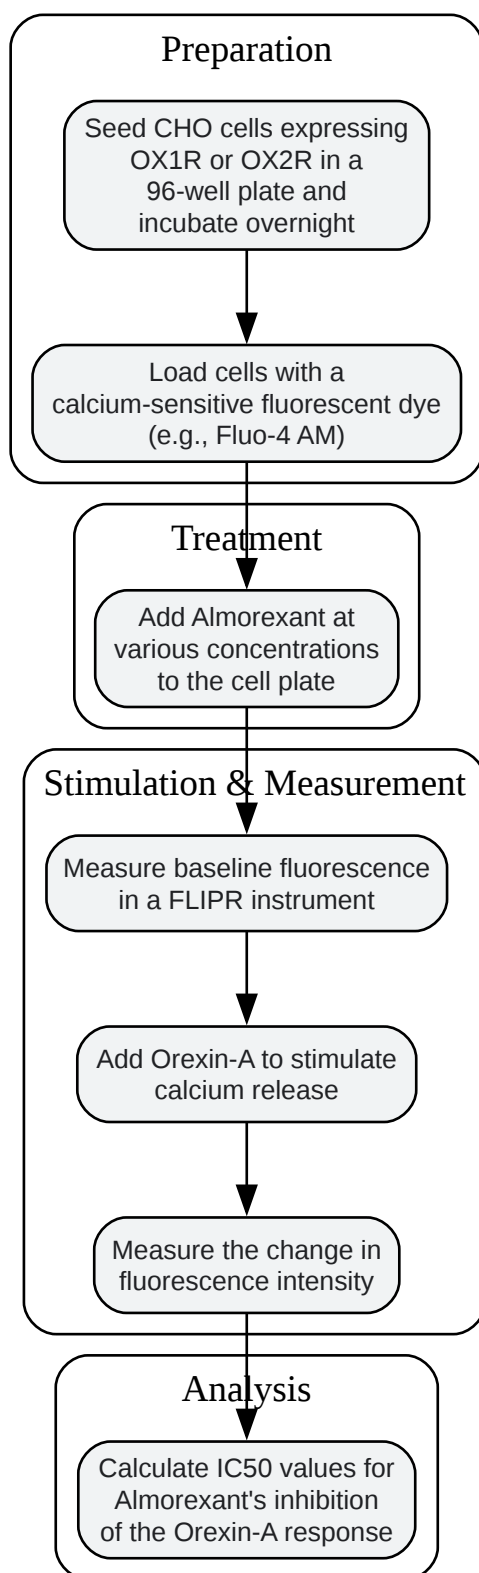 Preparation
Seed CHO cells expressing
OX1R or OX2R in a
96-well plate and
incubate overnight
Load cells with a
calcium-sensitive fluorescent dye
(e.g., Fluo-4 AM)
Treatment
Add Almorexant at
various concentrations
to the cell plate
Stimulation & Measurement
Measure baseline fluorescence
in a FLIPR instrument
Add Orexin-A to stimulate
calcium release
Measure the change in
fluorescence intensity
Analysis
Calculate IC50 values for
Almorexant's inhibition
of the Orexin-A response